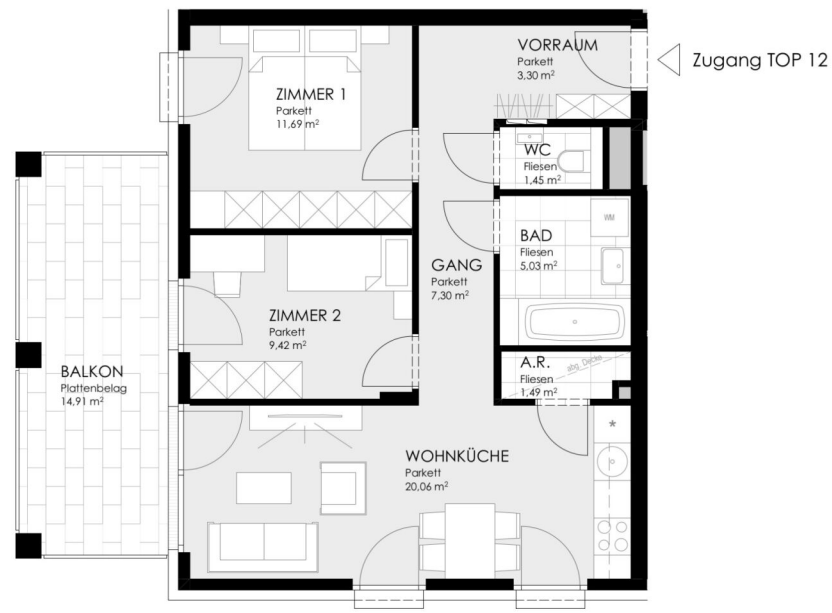 VORRAUM
Parkett
3,30 m²
Zugang TOP 12
ZIMMER 1
Parkett
11,69 m²
WC
Fliesen
1,45 m²
BAD
Fliesen
5,03 m²
WM
GANG
Parkett
7,30 m²
ZIMMER 2
Parkett
9,42 m²
BALKON
Plattenbelag
14,91 m²
A.R.
Fliesen
1,49 m²
abg. Decke
WOHNKÜCHE
Parkett
20,06 m²
*